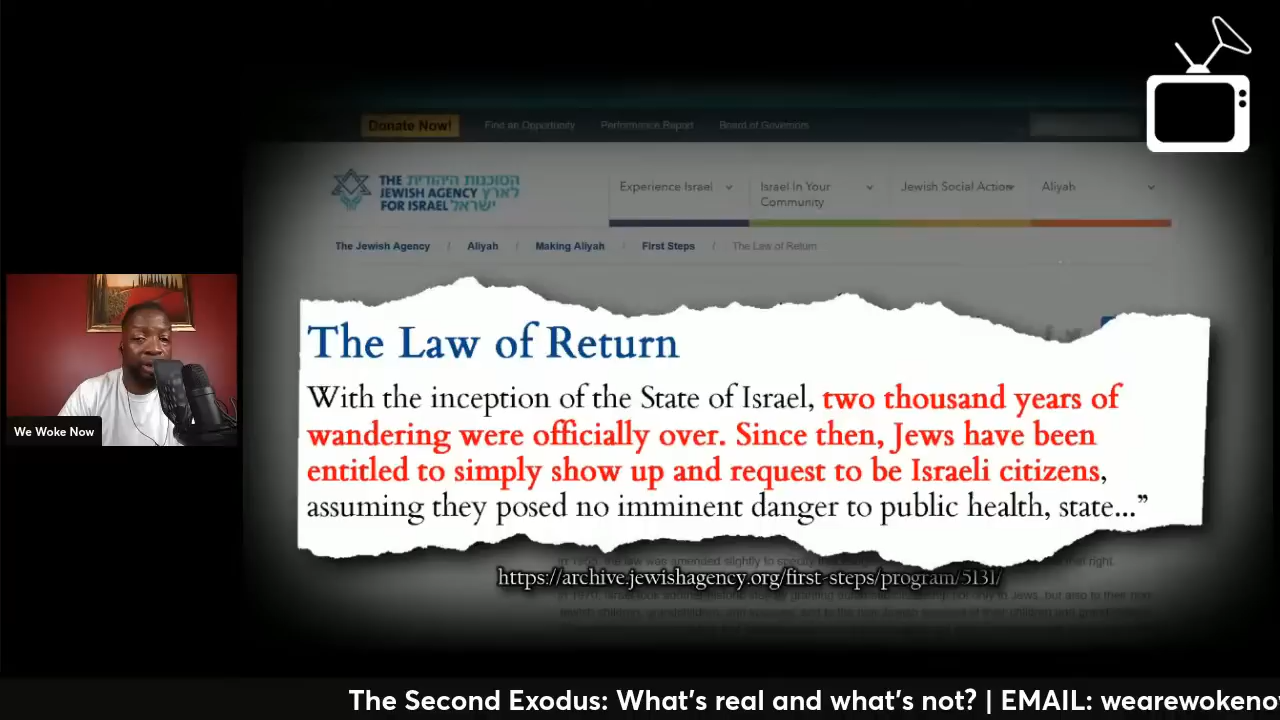 Donate Now!
Find an Opportunity
Performance Report
Board of Governors
THE הסוכנות היהודית
JEWISH AGENCY לארץ
FOR ISRAEL ישראל
Experience Israel
Israel In Your
Community
Jewish Social Action
Aliyah
The Jewish Agency / Aliyah / Making Aliyah / First Steps / The Law of Return
The Law of Return
With the inception of the State of Israel, two thousand years of
wandering were officially over. Since then, Jews have been
entitled to simply show up and request to be Israeli citizens,
assuming they posed no imminent danger to public health, state...”
https://archive.jewishagency.org/first-steps/program/5131/
We Woke Now
The Second Exodus: What's real and what's not? | EMAIL: wearewokeno